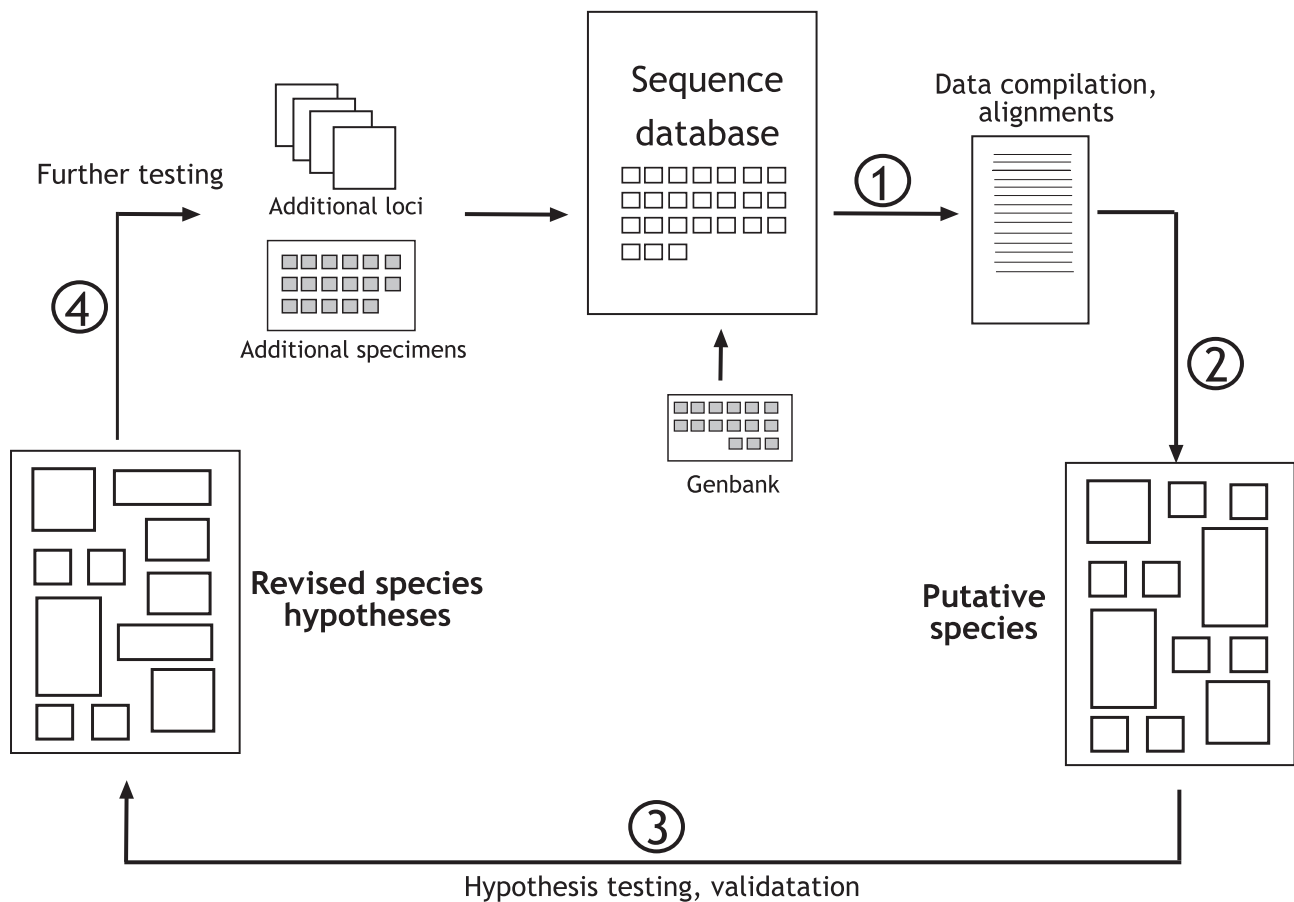 Sequence
database
Data compilation,
alignments
1
Further testing
Additional loci
4
Additional specimens
2
Genbank
Revised species
hypotheses
Putative
species
3
Hypothesis testing, validatation